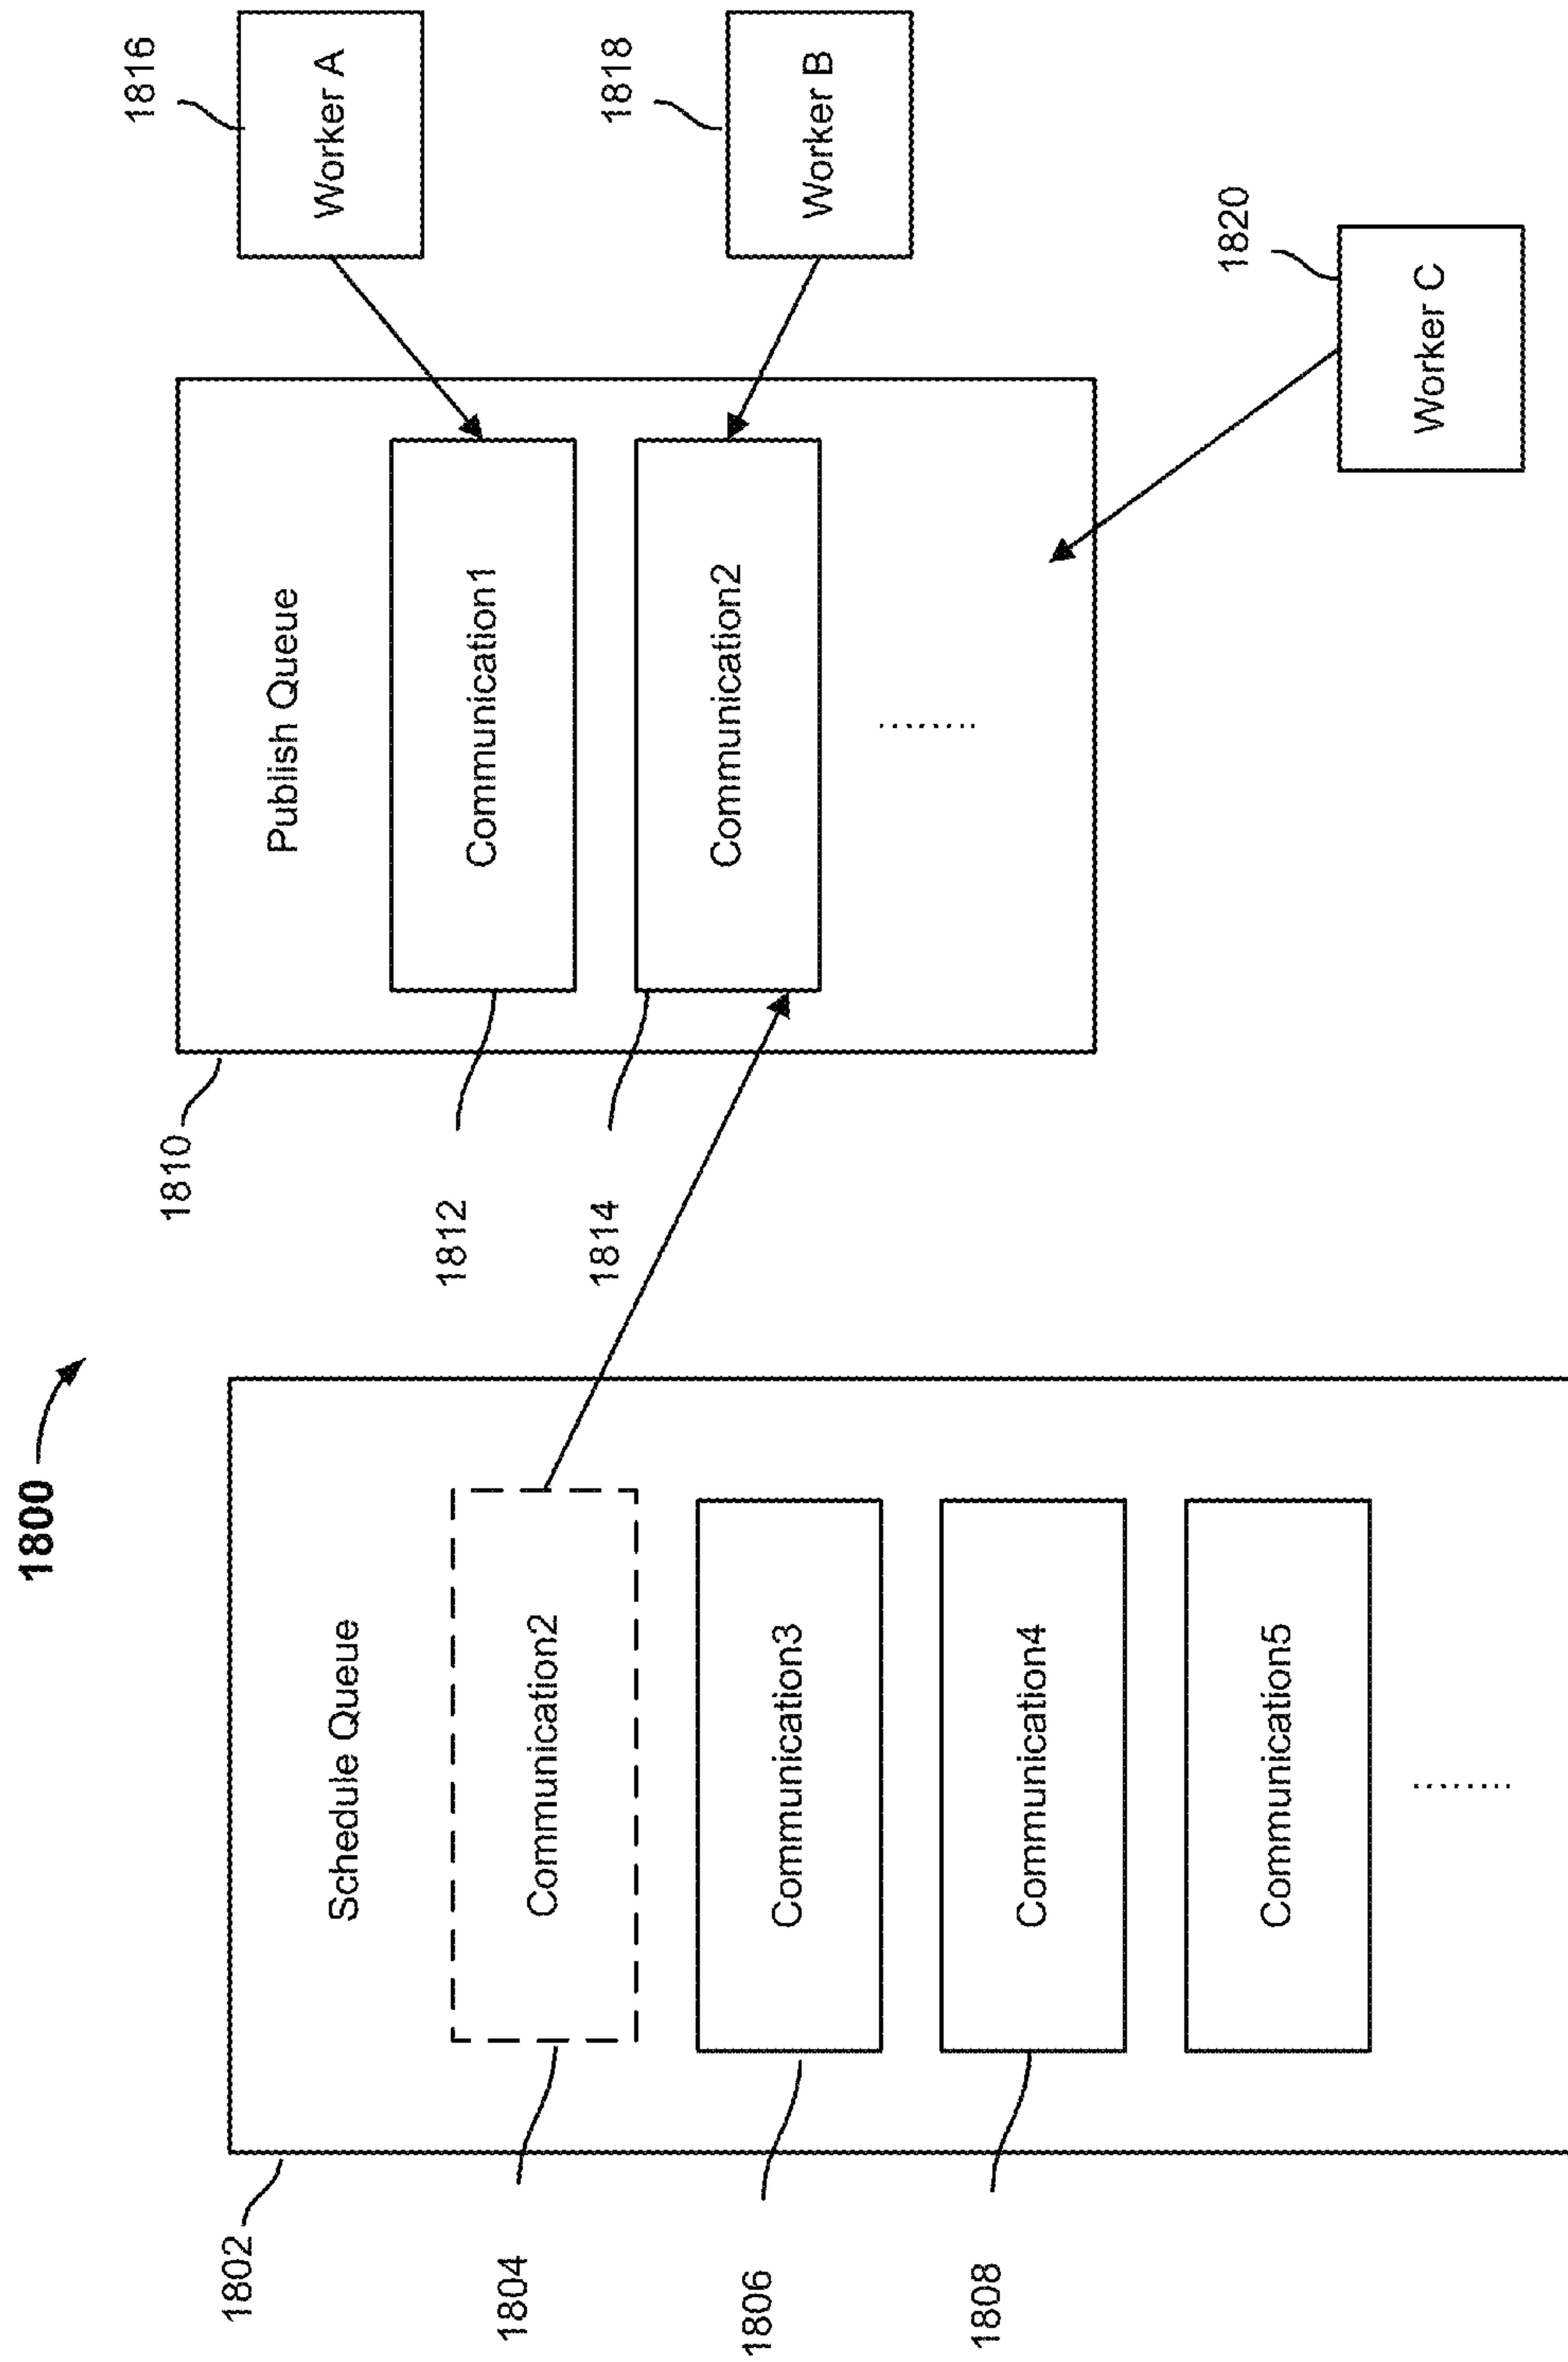 1800
1802
Schedule Queue
1804
Communication2
1806
Communication3
1808
Communication4
Communication5
........
1810
Publish Queue
1812
Communication1
1814
Communication2
........
1816
Worker A
1818
Worker B
1820
Worker C